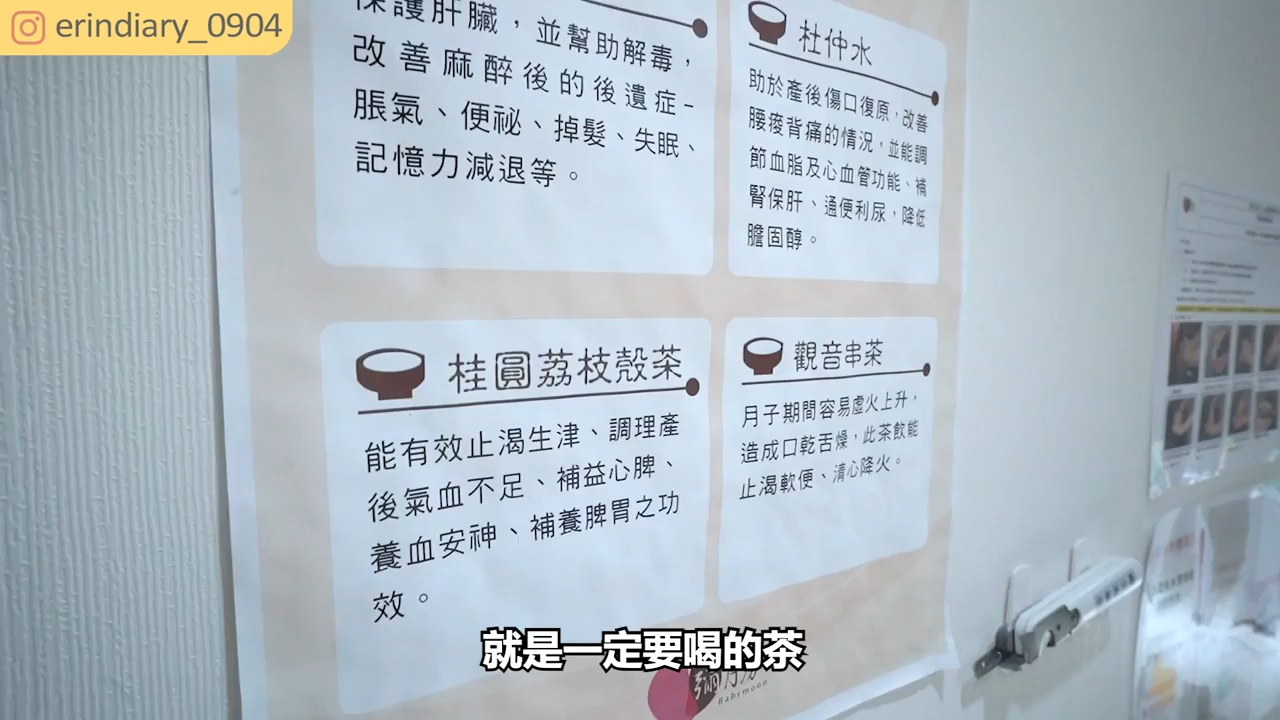 erindiary_0904
保護肝臟，並幫助解毒，
改善麻醉後的後遺症-
脹氣、便祕、掉髮、失眠、
記憶力減退等。
杜仲水
助於產後傷口復原，改善
腰痠背痛的情況，並能調
節血脂及心血管功能、補
腎保肝、通便利尿，降低
膽固醇。
桂圓荔枝殼茶
能有效止渴生津、調理產
後氣血不足、補益心脾、
養血安神、補養脾胃之功
效。
觀音串茶
月子期間容易虛火上升，
造成口乾舌燥，此茶飲能
止渴軟便、清心降火。
就是一定要喝的茶
Babymoon